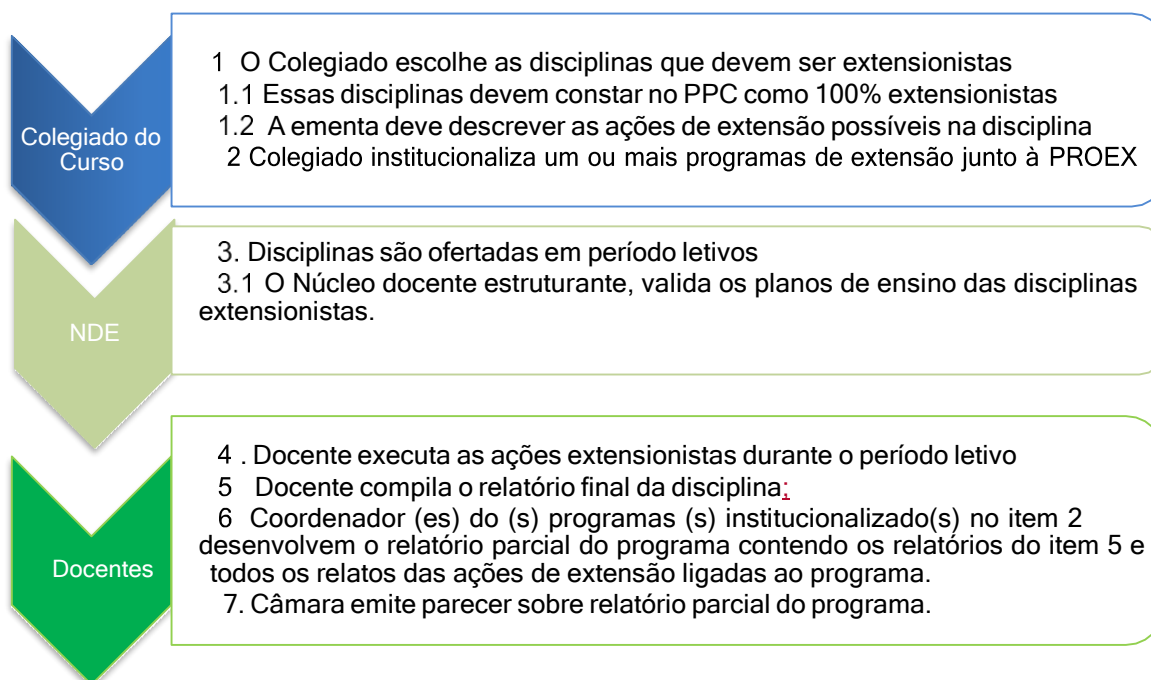 Colegiado do
Curso
1 O Colegiado escolhe as disciplinas que devem ser extensionistas
1.1 Essas disciplinas devem constar no PPC como 100% extensionistas
1.2 A ementa deve descrever as ações de extensão possíveis na disciplina
2 Colegiado institucionaliza um ou mais programas de extensão junto à PROEX
NDE
3. Disciplinas são ofertadas em período letivos
3.1 O Núcleo docente estruturante, valida os planos de ensino das disciplinas
extensionistas.
Docentes
4 . Docente executa as ações extensionistas durante o período letivo
5 Docente compila o relatório final da disciplina;
6 Coordenador (es) do (s) programas (s) institucionalizado(s) no item 2
desenvolvem o relatório parcial do programa contendo os relatórios do item 5 e
todos os relatos das ações de extensão ligadas ao programa.
7. Câmara emite parecer sobre relatório parcial do programa.